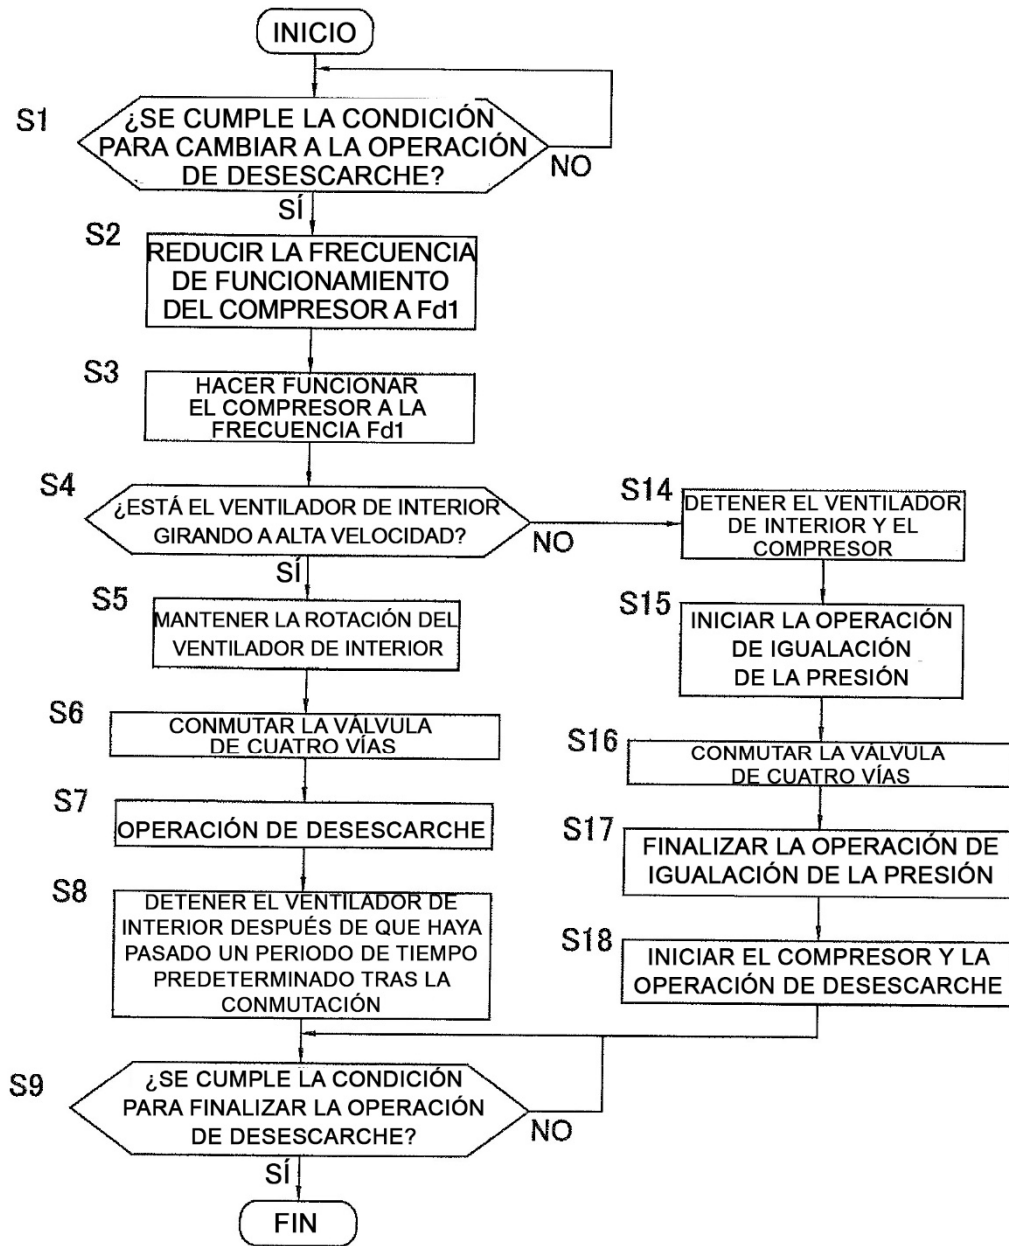 INICIO
S1
¿SE CUMPLE LA CONDICIÓN
PARA CAMBIAR A LA OPERACIÓN
DE DESESCARCHE?
NO
SÍ
S2
REDUCIR LA FRECUENCIA
DE FUNCIONAMIENTO
DEL COMPRESOR A Fd1
S3
HACER FUNCIONAR
EL COMPRESOR A LA
FRECUENCIA Fd1
S4
¿ESTÁ EL VENTILADOR DE INTERIOR
GIRANDO A ALTA VELOCIDAD?
NO
SÍ
S5
MANTENER LA ROTACIÓN DEL
VENTILADOR DE INTERIOR
S6
CONMUTAR LA VÁLVULA
DE CUATRO VÍAS
S7
OPERACIÓN DE DESESCARCHE
S8
DETENER EL VENTILADOR DE
INTERIOR DESPUÉS DE QUE HAYA
PASADO UN PERIODO DE TIEMPO
PREDETERMINADO TRAS LA
CONMUTACIÓN
S14
DETENER EL VENTILADOR
DE INTERIOR Y EL
COMPRESOR
S15
INICIAR LA OPERACIÓN
DE IGUALACIÓN
DE LA PRESIÓN
S16
CONMUTAR LA VÁLVULA
DE CUATRO VÍAS
S17
FINALIZAR LA OPERACIÓN DE
IGUALACIÓN DE LA PRESIÓN
S18
INICIAR EL COMPRESOR Y LA
OPERACIÓN DE DESESCARCHE
S9
¿SE CUMPLE LA CONDICIÓN
PARA FINALIZAR LA OPERACIÓN
DE DESESCARCHE?
NO
SÍ
FIN